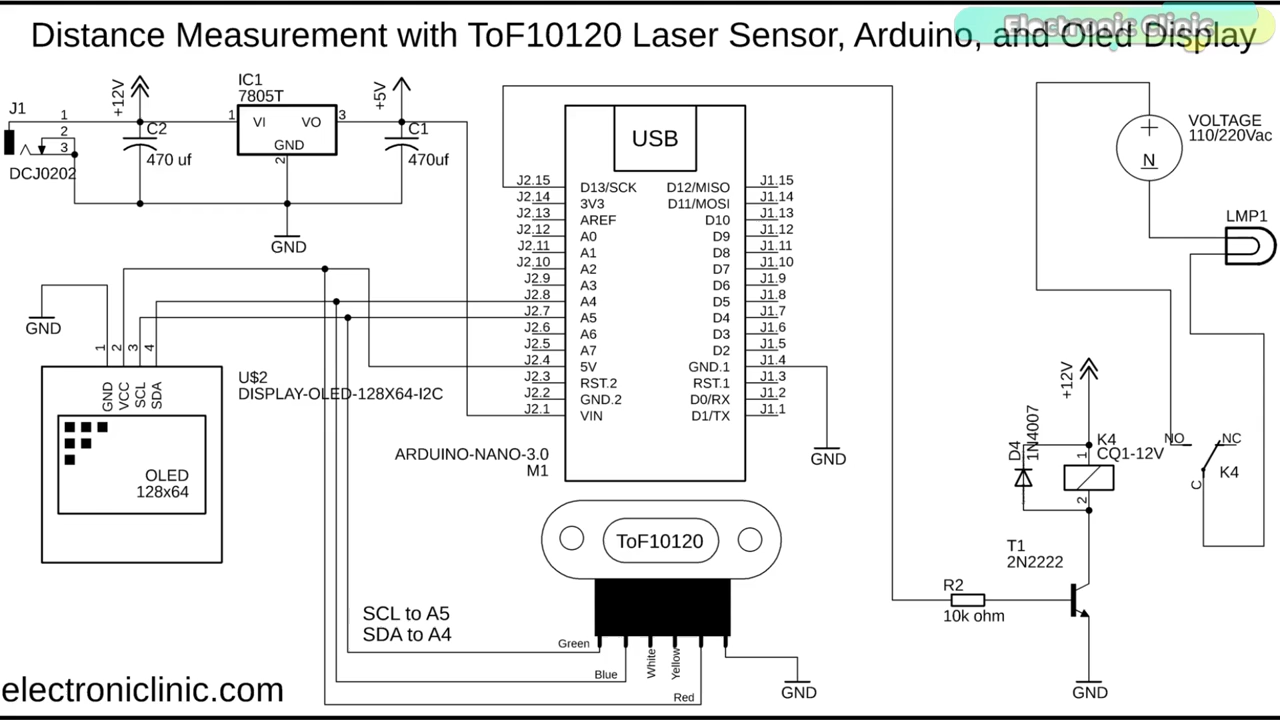 Distance Measurement with ToF10120 Laser Sensor, Arduino, and Oled Display
Electronic Clinic
J1
1
2
3
DCJ0202
+12V
C2
470 uf
IC1
7805T
1
VI
VO
3
GND
2
+5V
C1
470uf
GND
GND
1
2
3
4
GND
VCC
SCL
SDA
OLED
128x64
U$2
DISPLAY-OLED-128X64-I2C
USB
J2.15 D13/SCK D12/MISO J1.15
J2.14 3V3 D11/MOSI J1.14
J2.13 AREF D10 J1.13
J2.12 A0 D9 J1.12
J2.11 A1 D8 J1.11
J2.10 A2 D7 J1.10
J2.9 A3 D6 J1.9
J2.8 A4 D5 J1.8
J2.7 A5 D4 J1.7
J2.6 A6 D3 J1.6
J2.5 A7 D2 J1.5
J2.4 5V GND.1 J1.4
J2.3 RST.2 RST.1 J1.3
J2.2 GND.2 D0/RX J1.2
J2.1 VIN D1/TX J1.1
ARDUINO-NANO-3.0
M1
GND
ToF10120
SCL to A5
SDA to A4
Green
Blue
White
Yellow
Red
GND
VOLTAGE
110/220Vac
+
N
LMP1
+12V
D4
1N4007
K4
CQ1-12V
1
2
NO
NC
C
K4
T1
2N2222
R2
10k ohm
GND
electroniclinic.com